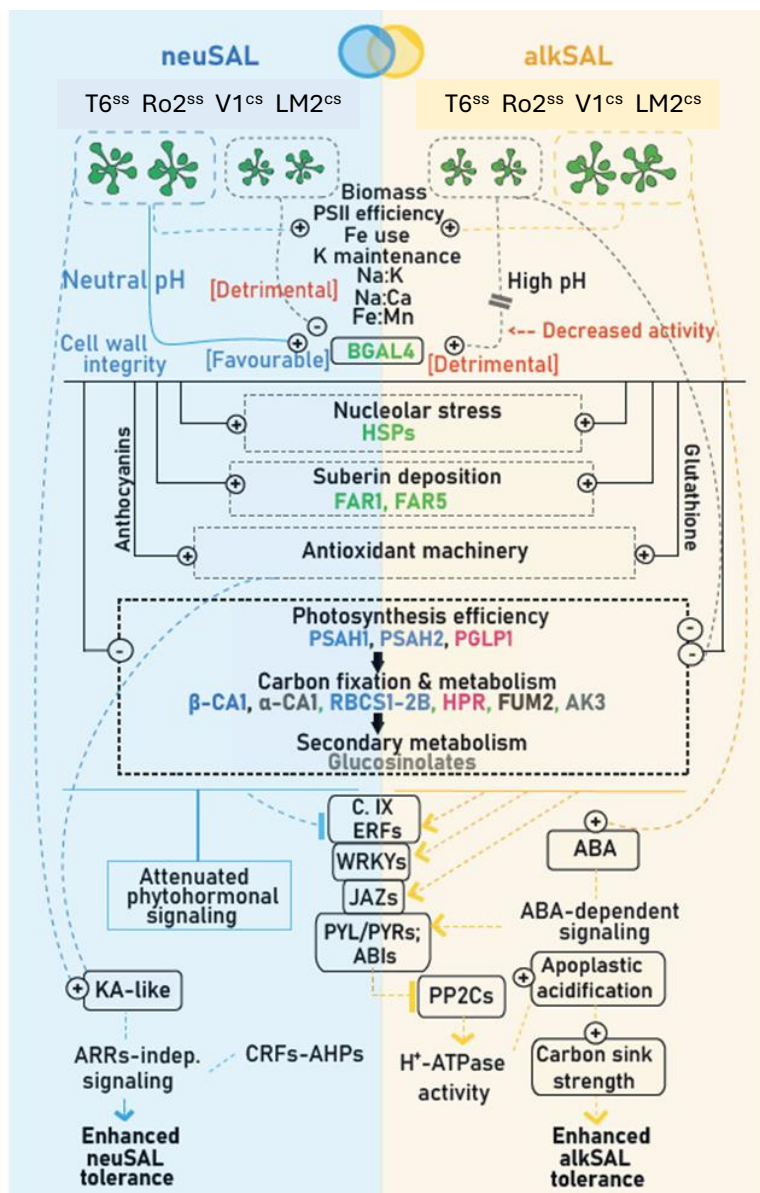 neuSAL
alkSAL
T6ss Ro2ss V1cs LM2cs
T6ss Ro2ss V1cs LM2cs
Biomass
PSII efficiency
Fe use
K maintenance
Na:K
Na:Ca
Fe:Mn
+
+
Neutral pH
[Detrimental]
High pH
-
<-- Decreased activity
Cell wall
integrity
+
[Favourable]
BGAL4
+
[Detrimental]
Anthocyanins
Glutathione
Nucleolar stress
HSPs
+
+
Suberin deposition
FAR1, FAR5
+
+
Antioxidant machinery
+
+
Photosynthesis efficiency
PSAH1, PSAH2, PGLP1
-
-
-
Carbon fixation & metabolism
β-CA1, α-CA1, RBCS1-2B, HPR, FUM2, AK3
Secondary metabolism
Glucosinolates
C. IX
ERFs
WRKYs
JAZs
PYL/PYRs;
ABIs
+
ABA
Attenuated
phytohormonal
signaling
ABA-dependent
signaling
+
KA-like
PP2Cs
+
Apoplastic
acidification
ARRs-indep.
signaling
CRFs-AHPs
H+-ATPase
activity
+
Carbon sink
strength
Enhanced
neuSAL
tolerance
Enhanced
alkSAL
tolerance